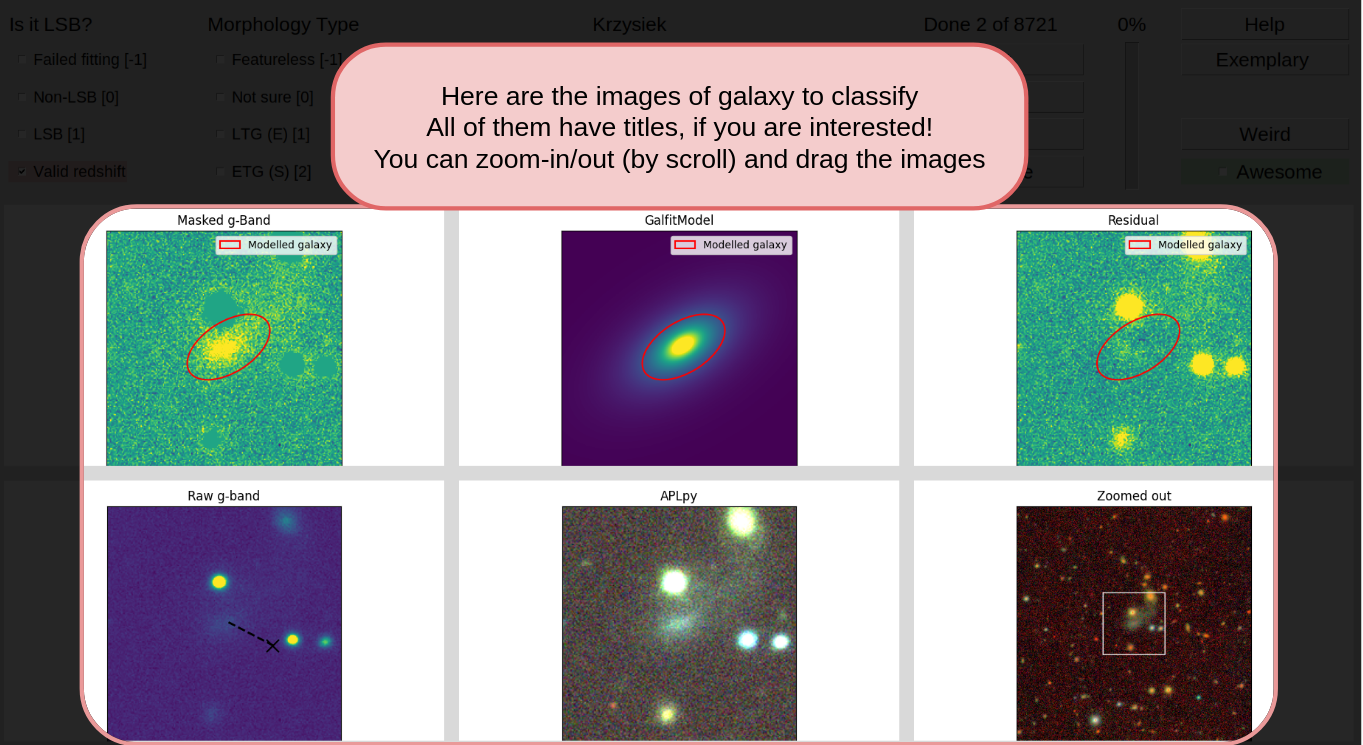 Is it LSB?
Morphology Type
Krzysiek
Done 2 of 8721
0%
Help
Failed fitting [-1]
Featureless [-1]
Exemplary
Non-LSB [0]
Not sure [0]
LSB [1]
LTG (E) [1]
Weird
Valid redshift
ETG (S) [2]
Awesome
Here are the images of galaxy to classify
All of them have titles, if you are interested!
You can zoom-in/out (by scroll) and drag the images
Masked g-Band
GalfitModel
Residual
Modelled galaxy
Modelled galaxy
Modelled galaxy
Raw g-band
APLpy
Zoomed out